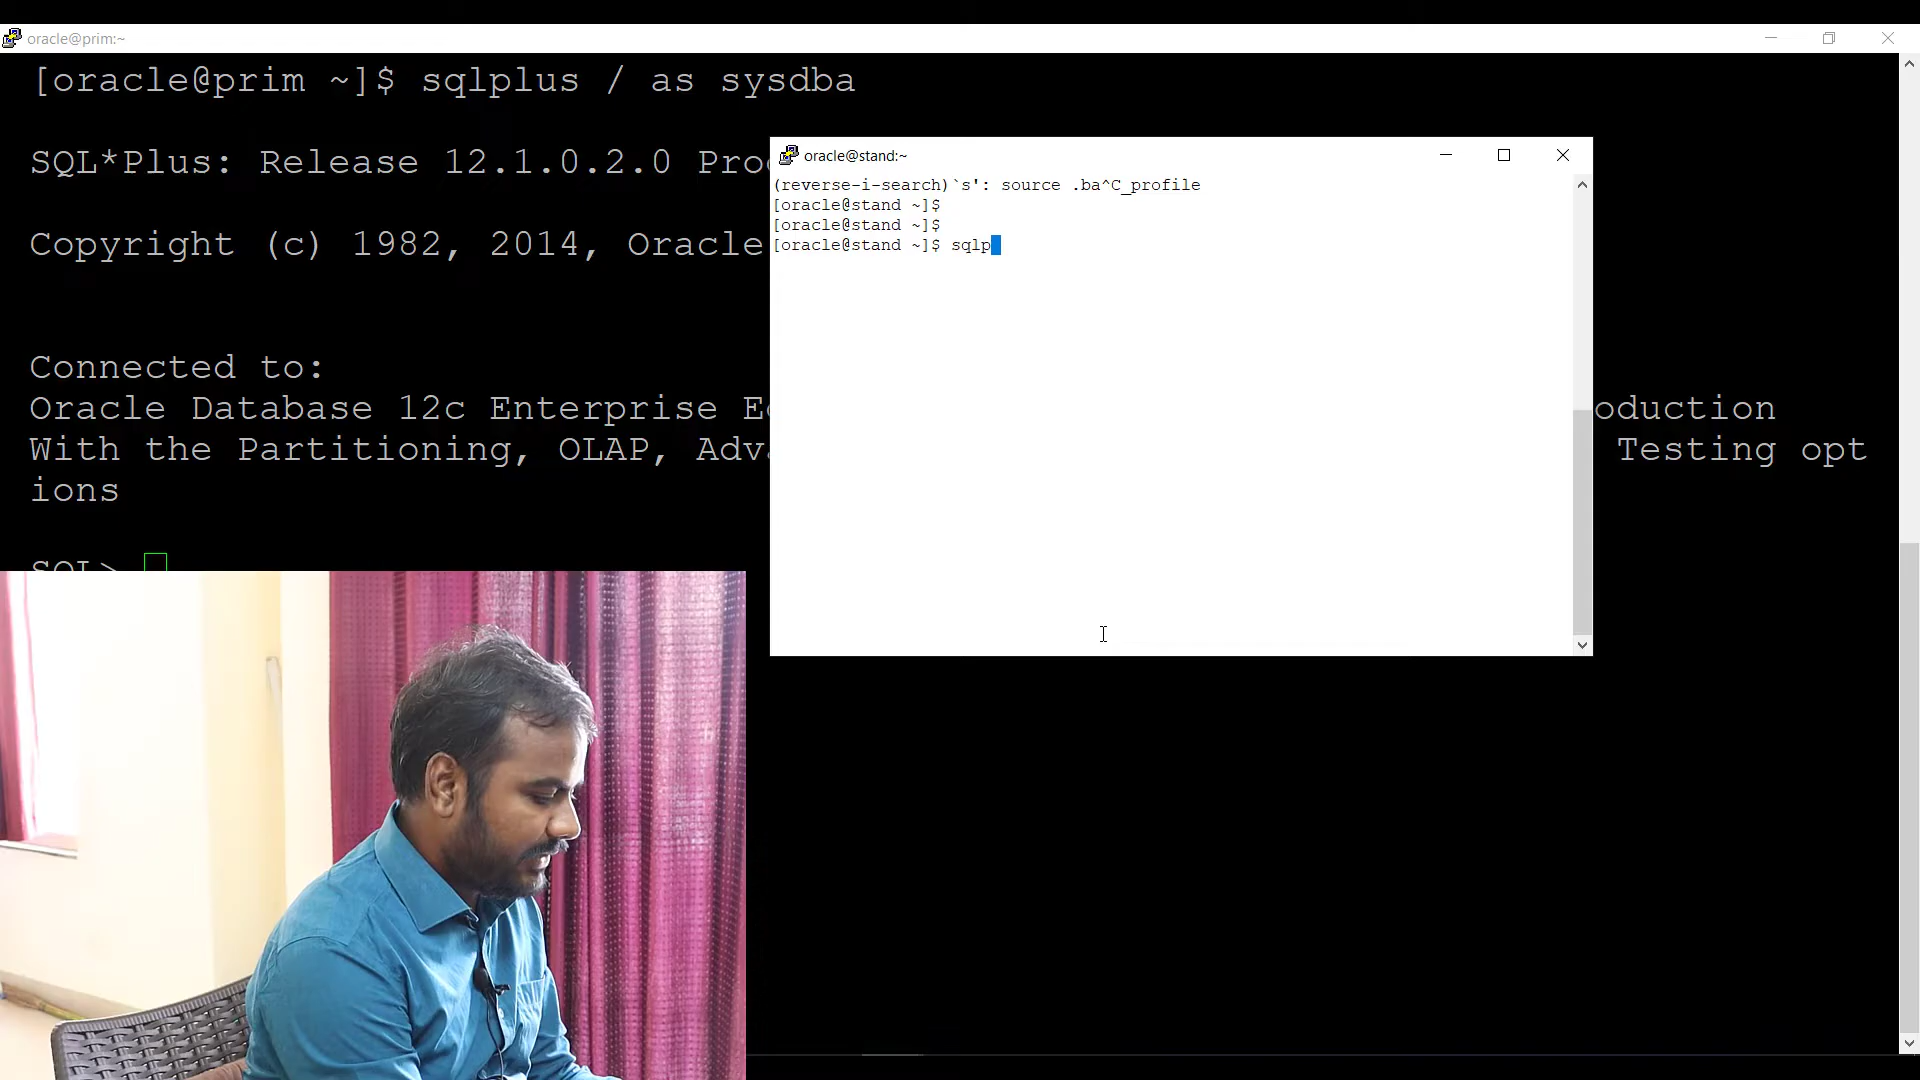 oracle@prim:~
[oracle@prim ~]$ sqlplus / as sysdba
SQL*Plus: Release 12.1.0.2.0
Copyright (c) 1982, 2014, Oracle
Connected to:
Oracle Database 12c Enterprise
oduction
With the Partitioning, OLAP,
Testing opt
ions
SQL>
oracle@stand:~
(reverse-i-search)`s': source .ba^C_profile
[oracle@stand ~]$
[oracle@stand ~]$
[oracle@stand ~]$ sqlp